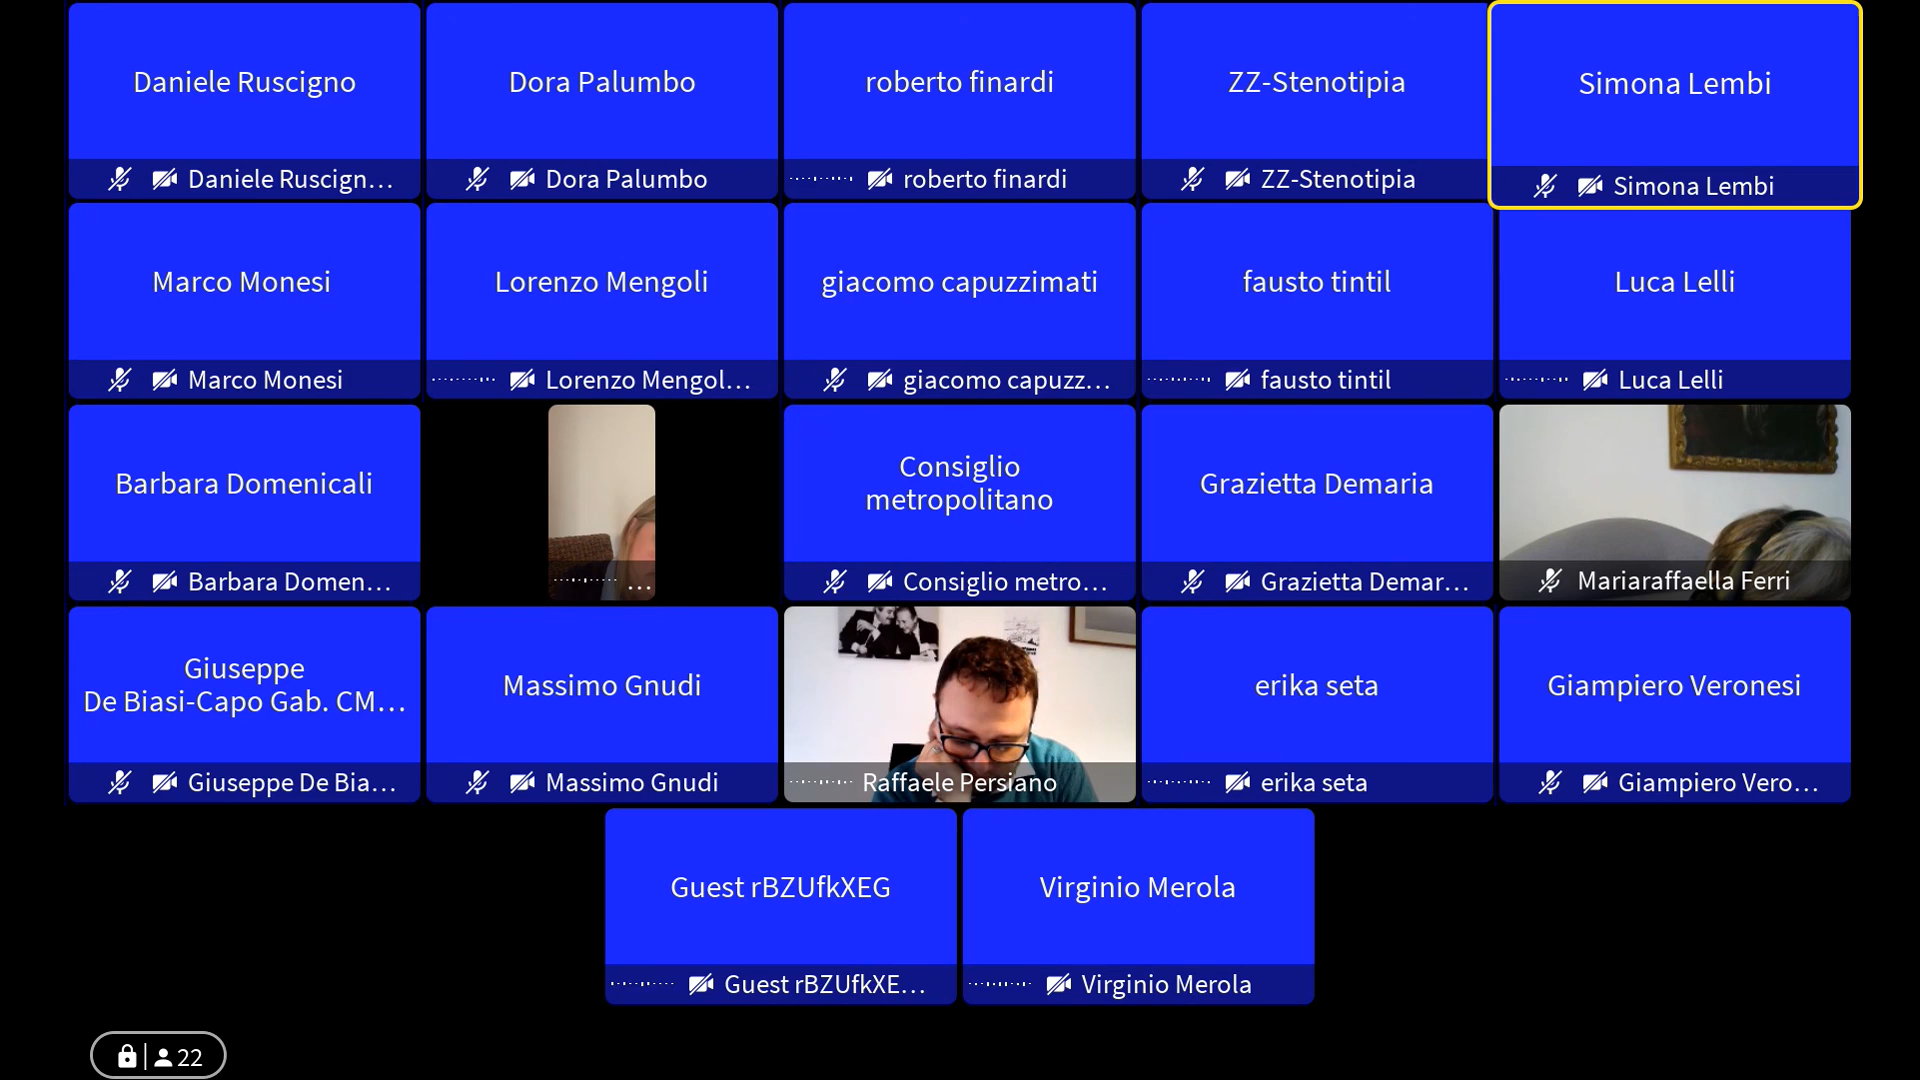 Daniele Ruscigno
Daniele Ruscign...
Dora Palumbo
Dora Palumbo
roberto finardi
roberto finardi
ZZ-Stenotipia
ZZ-Stenotipia
Simona Lembi
Simona Lembi
Marco Monesi
Marco Monesi
Lorenzo Mengoli
Lorenzo Mengol...
giacomo capuzzimati
giacomo capuzz...
fausto tintil
fausto tintil
Luca Lelli
Luca Lelli
Barbara Domenicali
Barbara Domen...
...
Consiglio
metropolitano
Consiglio metro...
Grazietta Demaria
Grazietta Demar...
Mariaraffaella Ferri
Giuseppe
De Biasi-Capo Gab. CM...
Giuseppe De Bia...
Massimo Gnudi
Massimo Gnudi
Raffaele Persiano
erika seta
erika seta
Giampiero Veronesi
Giampiero Vero...
Guest rBZUfkXEG
Guest rBZUfkXE...
Virginio Merola
Virginio Merola
22